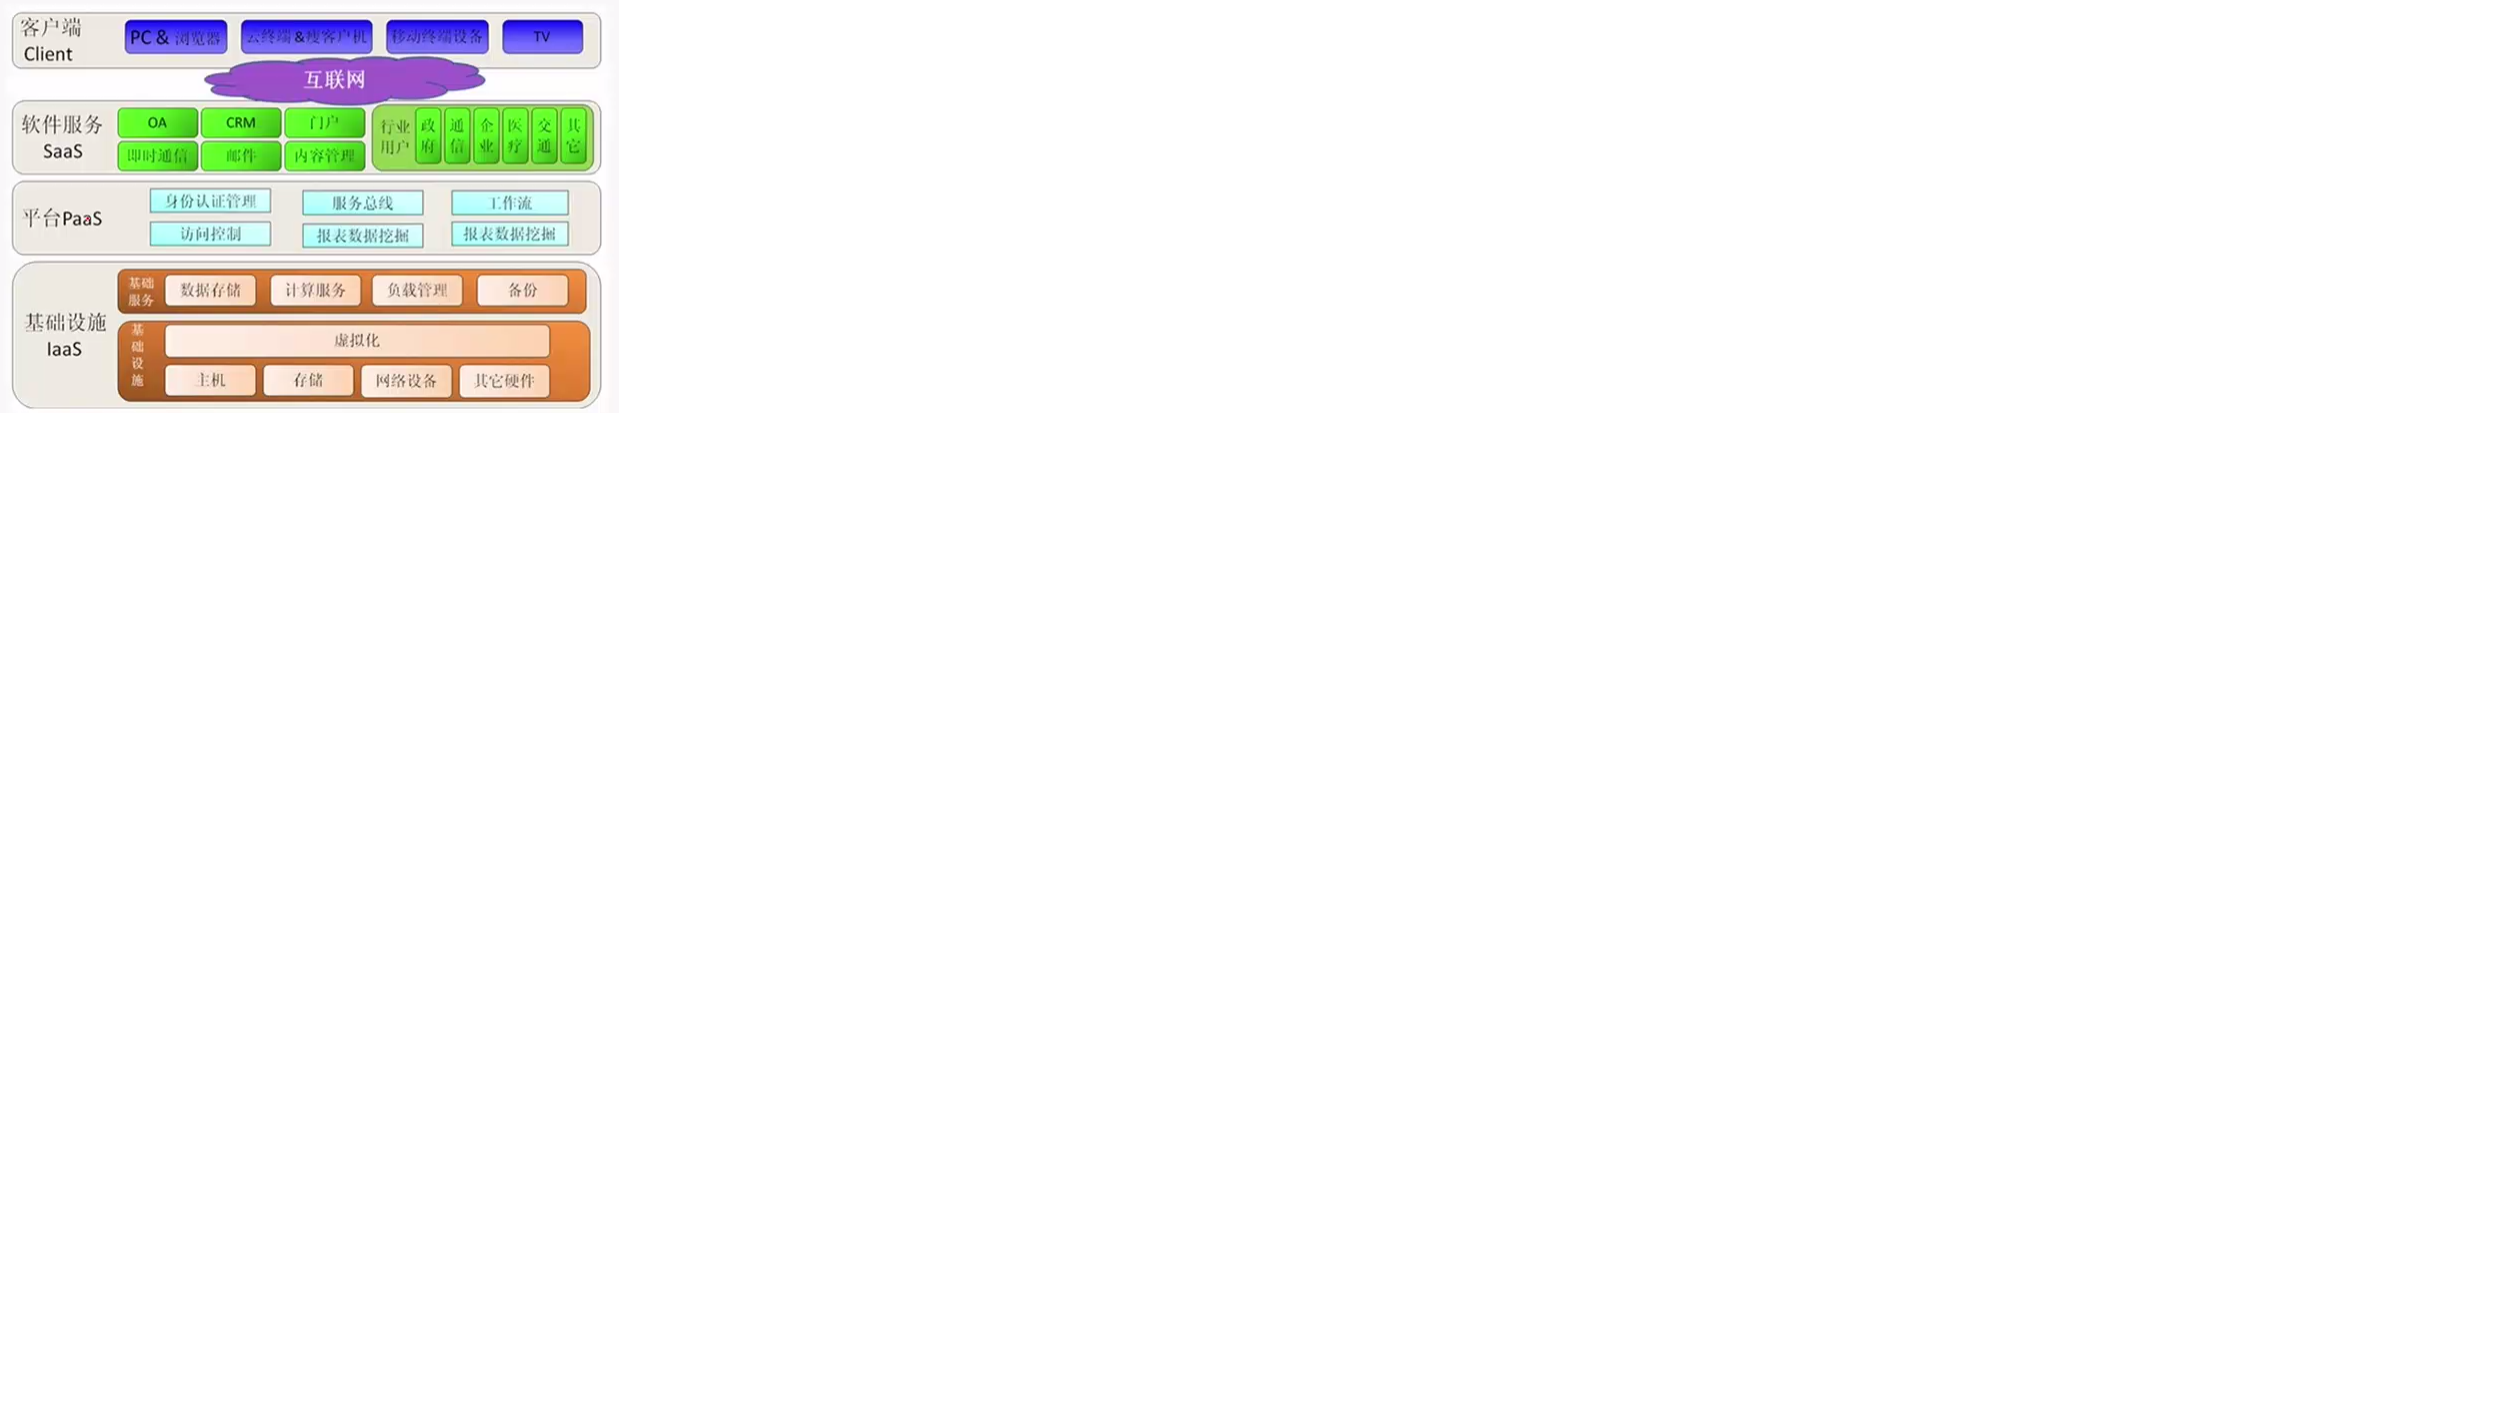 客户端
Client
PC & 浏览器
云终端&瘦客户机
移动终端设备
TV
互联网
软件服务
SaaS
OA
CRM
门户
即时通信
邮件
内容管理
行业
用户
政府
通信
企业
医疗
交通
其它
平台PaaS
身份认证管理
服务总线
工作流
访问控制
报表数据挖掘
报表数据挖掘
基础设施
IaaS
基础
服务
数据存储
计算服务
负载管理
备份
基础设施
虚拟化
主机
存储
网络设备
其它硬件